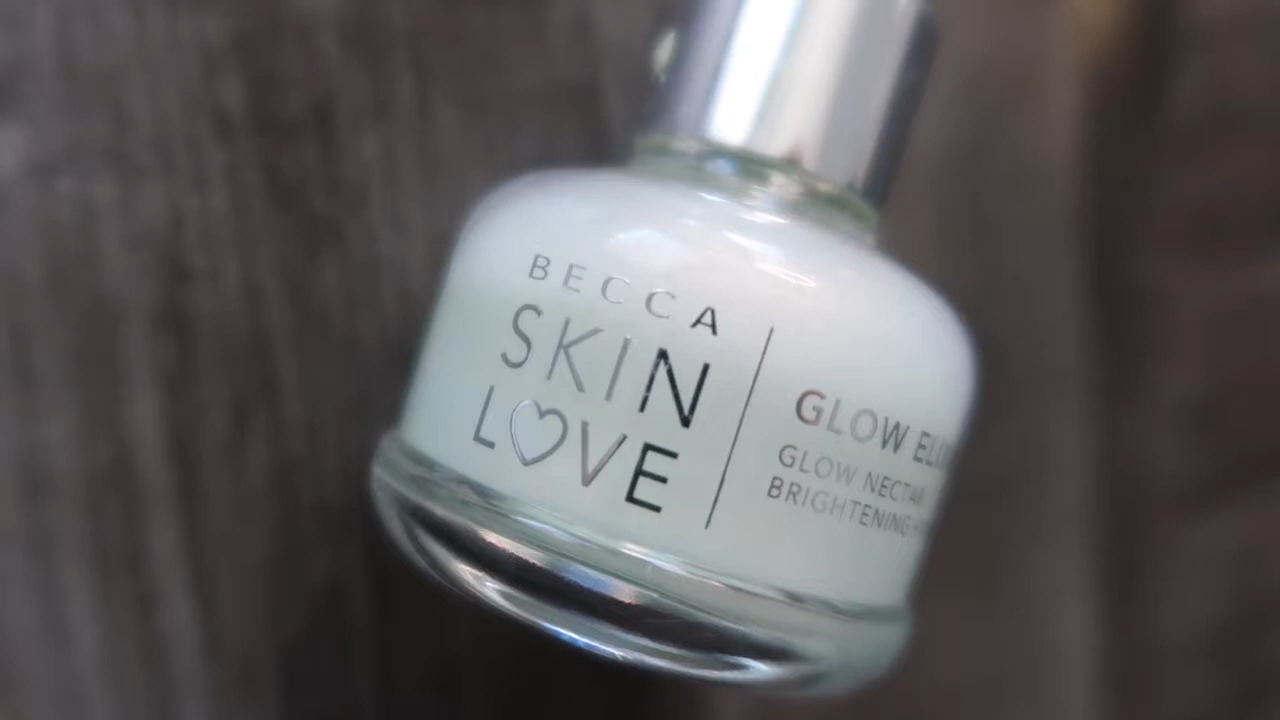 BECCA
SKIN
LOVE
GLOW
GLOW NECTAR
BRIGHTENING